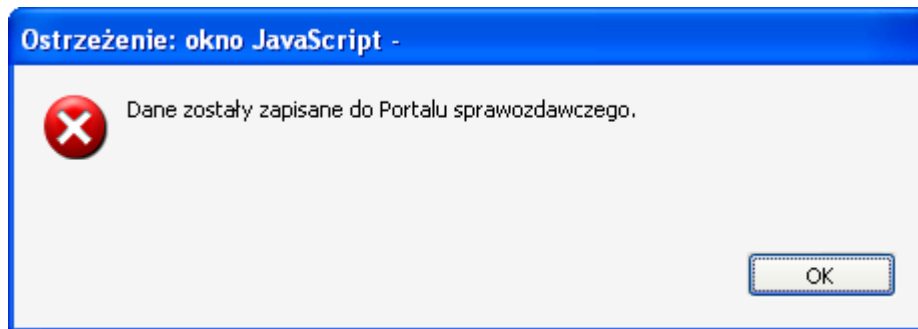 Ostrzeżenie: okno JavaScript -
Dane zostały zapisane do Portalu sprawozdawczego.
OK